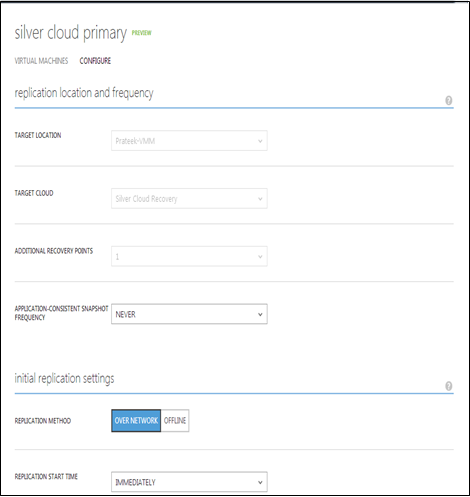 silver cloud primary PREVIEW
VIRTUAL MACHINES CONFIGURE
replication location and frequency
?
TARGET LOCATION
Prateek-VMM
TARGET CLOUD
Silver Cloud Recovery
ADDITIONAL RECOVERY POINTS
1
APPLICATION-CONSISTENT SNAPSHOT
FREQUENCY
NEVER
initial replication settings
?
REPLICATION METHOD
OVER NETWORK OFFLINE
REPLICATION START TIME
IMMEDIATELY